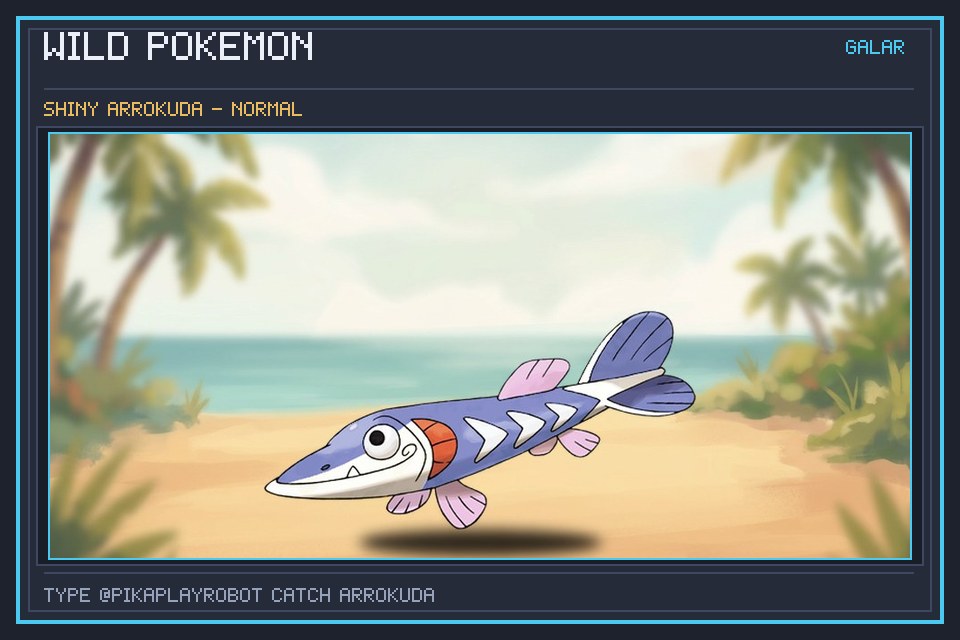 WILD POKEMON
GALAR
SHINY ARROKUDA - NORMAL
TYPE @PIKAPLAYROBOT CATCH ARROKUDA